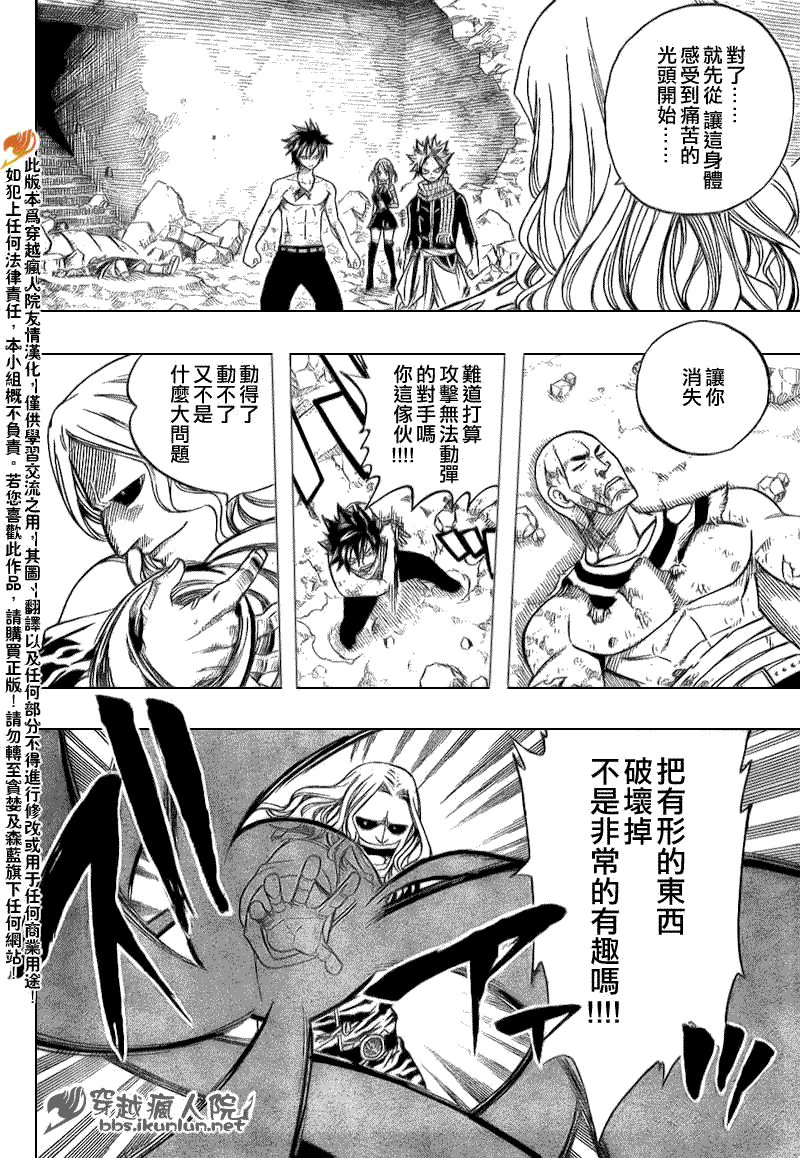 對了……
就先從 讓這身體
感受到痛苦的
光頭開始……
讓你
消失
難道打算
攻擊無法動彈
的對手嗎
你這傢伙
!!!!
動得了
動不了
又不是
什麼大問題
把有形的東西
破壞掉
不是非常的有趣嗎!!!!
此版本爲穿越瘋人院友情漢化！僅供學習交流之用！其圖、翻譯以及任何部分不得進行修改或用于任何商業用途！
如犯上任何法律責任，本小組概不負責。若您喜歡此作品，請購買正版！請勿轉至貪婪及森藍旗下任何網站！
穿越瘋人院
bbs.ikunlun.net